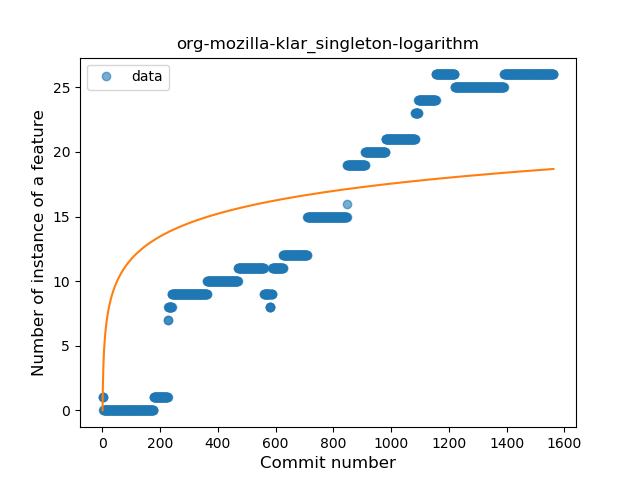 org-mozilla-klar_singleton-logarithm
data
Number of instance of a feature
25
20
15
10
5
0
0 200 400 600 800 1000 1200 1400 1600
Commit number